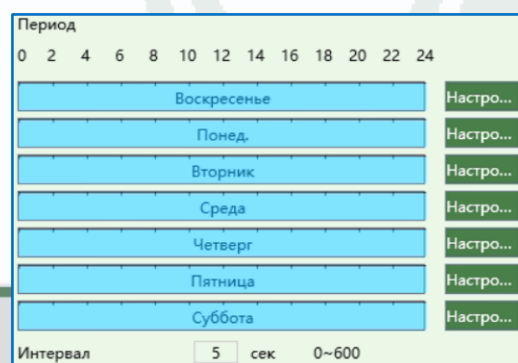 Период
0 2 4 6 8 10 12 14 16 18 20 22 24
Воскресенье Настро...
Понед. Настро...
Вторник Настро...
Среда Настро...
Четверг Настро...
Пятница Настро...
Суббота Настро...
Интервал 5 сек 0~600